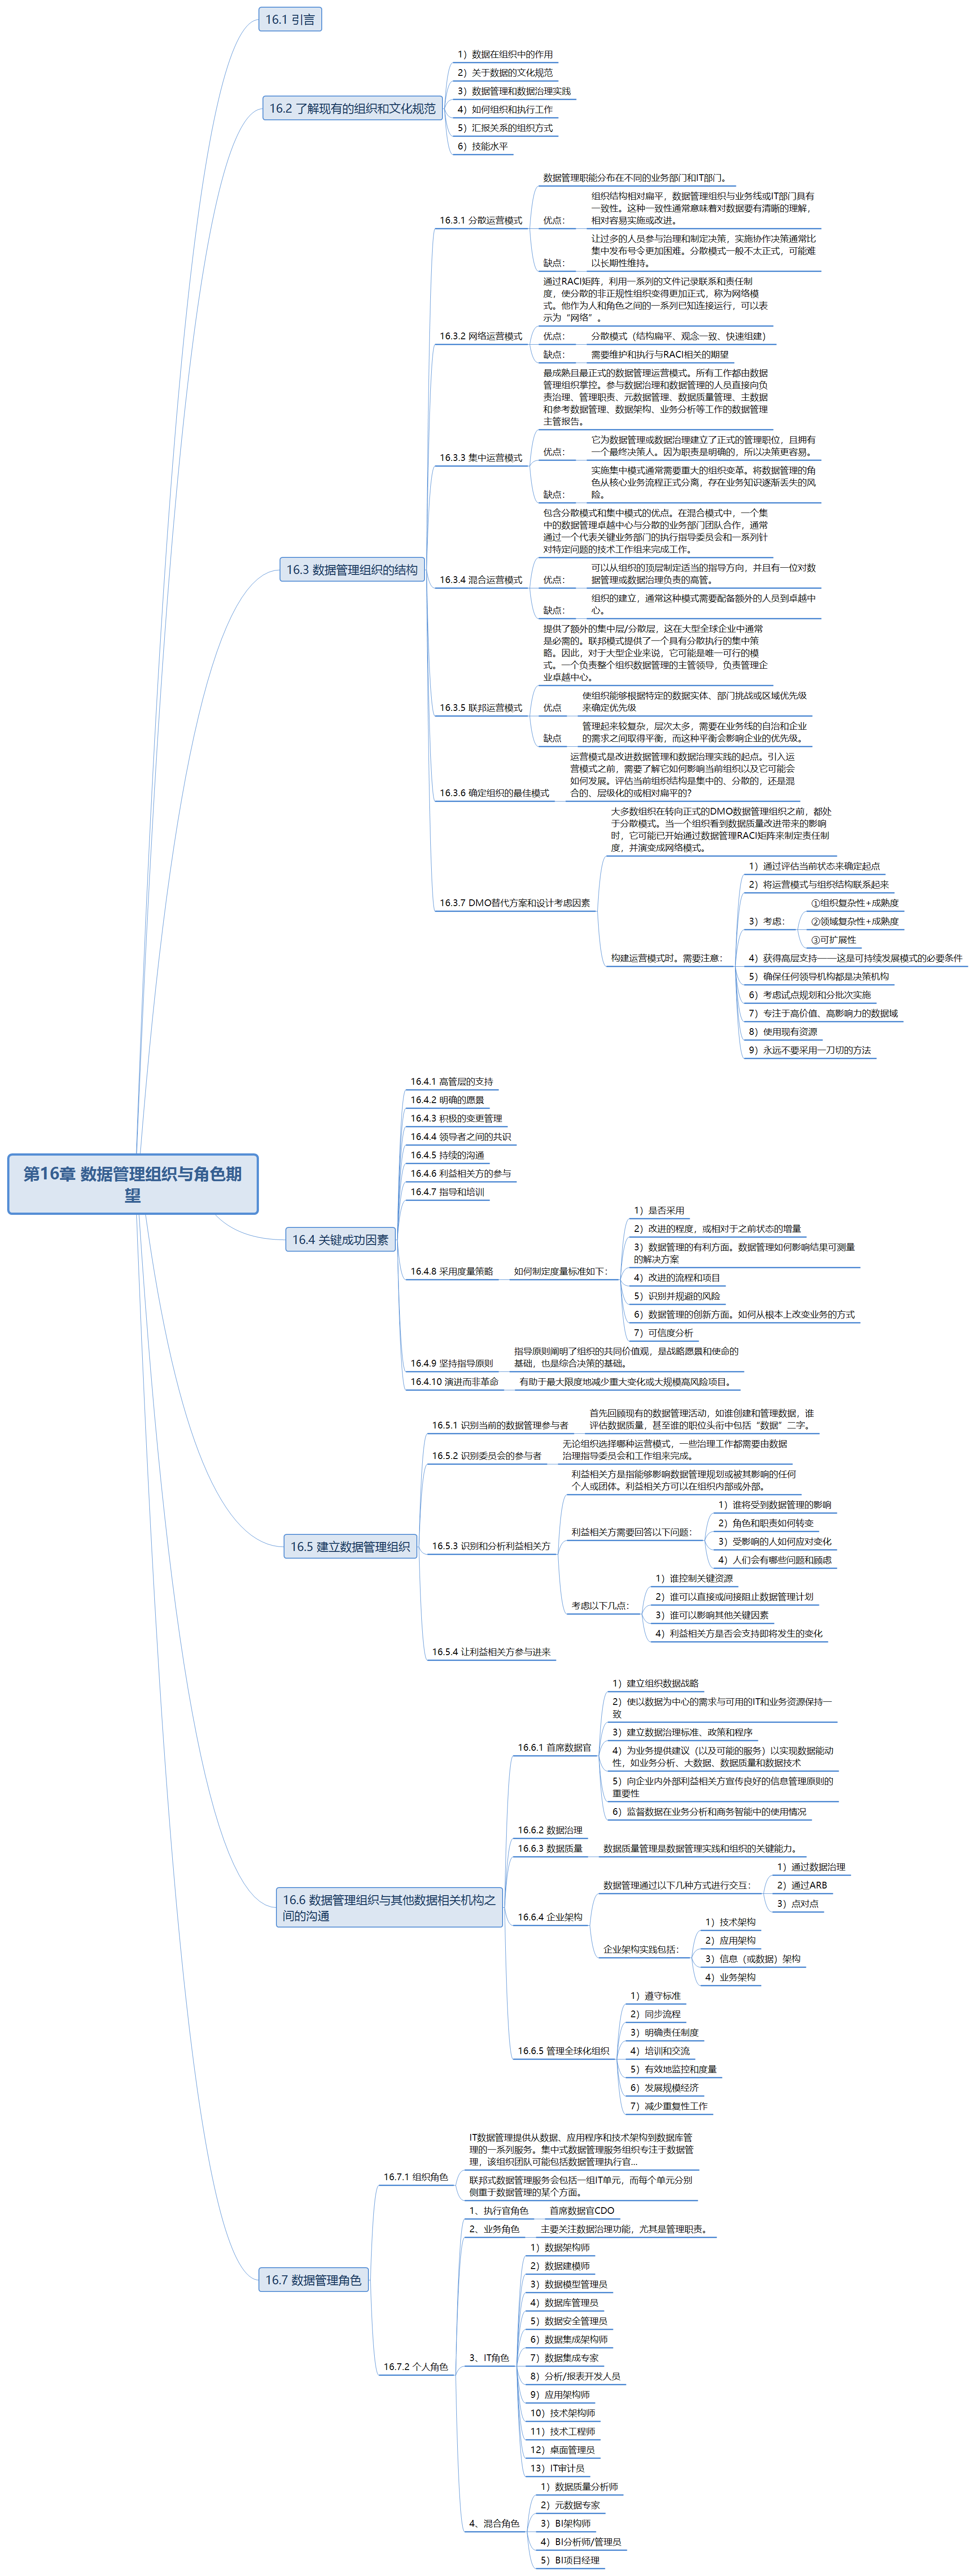 第16章 数据管理组织与角色期
望
16.1 引言
16.2 了解现有的组织和文化规范
1）数据在组织中的作用
2）关于数据的文化规范
3）数据管理和数据治理实践
4）如何组织和执行工作
5）汇报关系的组织方式
6）技能水平
16.3 数据管理组织的结构
16.3.1 分散运营模式
数据管理职能分布在不同的业务部门和IT部门。
优点：
组织结构相对扁平，数据管理组织与业务线或IT部门具有
一致性。这种一致性通常意味着对数据要有清晰的理解，
相对容易实施或改进。
缺点：
让过多的人员参与治理和制定决策，实施协作决策通常比
集中发布号令更加困难。分散模式一般不太正式，可能难
以长期性维持。
16.3.2 网络运营模式
通过RACI矩阵，利用一系列的文件记录联系和责任制
度，使分散的非正规性组织变得更加正式，称为网络模
式。他作为人和角色之间的一系列已知连接运行，可以表
示为“网络”。
优点：
分散模式（结构扁平、观念一致、快速组建）
缺点：
需要维护和执行与RACI相关的期望
16.3.3 集中运营模式
最成熟且最正式的数据管理运营模式。所有工作都由数据
管理组织掌控。参与数据治理和数据管理的人员直接向负
责治理、管理职责、元数据管理、数据质量管理、主数据
和参考数据管理、数据架构、业务分析等工作的数据管理
主管报告。
优点：
它为数据管理或数据治理建立了正式的管理职位，且拥有
一个最终决策人。因为职责是明确的，所以决策更容易。
缺点：
实施集中模式通常需要重大的组织变革。将数据管理的角
色从核心业务流程正式分离，存在业务知识逐渐丢失的风
险。
16.3.4 混合运营模式
包含分散模式和集中模式的优点。在混合模式中，一个集
中的数据管理卓越中心与分散的业务部门团队合作，通常
通过一个代表关键业务部门的执行指导委员会和一系列针
对特定问题的技术工作组来完成工作。
优点：
可以从组织的顶层制定适当的指导方向，并且有一位对数
据管理或数据治理负责的高管。
缺点：
组织的建立，通常这种模式需要配备额外的人员到卓越中
心。
16.3.5 联邦运营模式
提供了额外的集中层/分散层，这在大型全球企业中通常
是必需的。联邦模式提供了一个具有分散执行的集中策
略。因此，对于大型企业来说，它可能是唯一可行的模
式。一个负责整个组织数据管理的主管领导，负责管理企
业卓越中心。
优点
使组织能够根据特定的数据实体、部门挑战或区域优先级
来确定优先级
缺点
管理起来较复杂，层次太多，需要在业务线的自治和企业
的需求之间取得平衡，而这种平衡会影响企业的优先级。
16.3.6 确定组织的最佳模式
运营模式是改进数据管理和数据治理实践的起点。引入运
营模式之前，需要了解它如何影响当前组织以及它可能会
如何发展。评估当前组织结构是集中的、分散的，还是混
合的、层级化的或相对扁平的?
16.3.7 DMO替代方案和设计考虑因素
大多数组织在转向正式的DMO数据管理组织之前，都处
于分散模式。当一个组织看到数据质量改进带来的影响
时，它可能已开始通过数据管理RACI矩阵来制定责任制
度，并演变成网络模式。
构建运营模式时。需要注意：
1）通过评估当前状态来确定起点
2）将运营模式与组织结构联系起来
3）考虑：
①组织复杂性+成熟度
②领域复杂性+成熟度
③可扩展性
4）获得高层支持——这是可持续发展模式的必要条件
5）确保任何领导机构都是决策机构
6）考虑试点规划和分批次实施
7）专注于高价值、高影响力的数据域
8）使用现有资源
9）永远不要采用一刀切的方法
16.4 关键成功因素
16.4.1 高管层的支持
16.4.2 明确的愿景
16.4.3 积极的变更管理
16.4.4 领导者之间的共识
16.4.5 持续的沟通
16.4.6 利益相关方的参与
16.4.7 指导和培训
16.4.8 采用度量策略
如何制定度量标准如下：
1）是否采用
2）改进的程度，或相对于之前状态的增量
3）数据管理的有利方面。数据管理如何影响结果可测量
的解决方案
4）改进的流程和项目
5）识别并规避的风险
6）数据管理的创新方面。如何从根本上改变业务的方式
7）可信度分析
16.4.9 坚持指导原则
指导原则阐明了组织的共同价值观，是战略愿景和使命的
基础，也是综合决策的基础。
16.4.10 演进而非革命
有助于最大限度地减少重大变化或大规模高风险项目。
16.5 建立数据管理组织
16.5.1 识别当前的数据管理参与者
首先回顾现有的数据管理活动，如谁创建和管理数据，谁
评估数据质量，甚至谁的职位头衔中包括“数据”二字。
16.5.2 识别委员会的参与者
无论组织选择哪种运营模式，一些治理工作都需要由数据
治理指导委员会和工作组来完成。
16.5.3 识别和分析利益相关方
利益相关方是指能够影响数据管理规划或被其影响的任何
个人或团体。利益相关方可以在组织内部或外部。
利益相关方需要回答以下问题：
1）谁将受到数据管理的影响
2）角色和职责如何转变
3）受影响的人如何应对变化
4）人们会有哪些问题和顾虑
考虑以下几点：
1）谁控制关键资源
2）谁可以直接或间接阻止数据管理计划
3）谁可以影响其他关键因素
4）利益相关方是否会支持即将发生的变化
16.5.4 让利益相关方参与进来
16.6 数据管理组织与其他数据相关机构之
间的沟通
16.6.1 首席数据官
1）建立组织数据战略
2）使以数据为中心的需求与可用的IT和业务资源保持一
致
3）建立数据治理标准、政策和程序
4）为业务提供建议（以及可能的服务）以实现数据能动
性，如业务分析、大数据、数据质量和数据技术
5）向企业内外部利益相关方宣传良好的信息管理原则的
重要性
6）监督数据在业务分析和商务智能中的使用情况
16.6.2 数据治理
16.6.3 数据质量
数据质量管理是数据管理实践和组织的关键能力。
16.6.4 企业架构
数据管理通过以下几种方式进行交互：
1）通过数据治理
2）通过ARB
3）点对点
企业架构实践包括：
1）技术架构
2）应用架构
3）信息（或数据）架构
4）业务架构
16.6.5 管理全球化组织
1）遵守标准
2）同步流程
3）明确责任制度
4）培训和交流
5）有效地监控和度量
6）发展规模经济
7）减少重复性工作
16.7 数据管理角色
16.7.1 组织角色
IT数据管理提供从数据、应用程序和技术架构到数据库管
理的一系列服务。集中式数据管理服务组织专注于数据管
理，该组织团队可能包括数据管理执行官...
联邦式数据管理服务会包括一组IT单元，而每个单元分别
侧重于数据管理的某个方面。
16.7.2 个人角色
1、执行官角色
首席数据官CDO
2、业务角色
主要关注数据治理功能，尤其是管理职责。
3、IT角色
1）数据架构师
2）数据建模师
3）数据模型管理员
4）数据库管理员
5）数据安全管理员
6）数据集成架构师
7）数据集成专家
8）分析/报表开发人员
9）应用架构师
10）技术架构师
11）技术工程师
12）桌面管理员
13）IT审计员
4、混合角色
1）数据质量分析师
2）元数据专家
3）BI架构师
4）BI分析师/管理员
5）BI项目经理